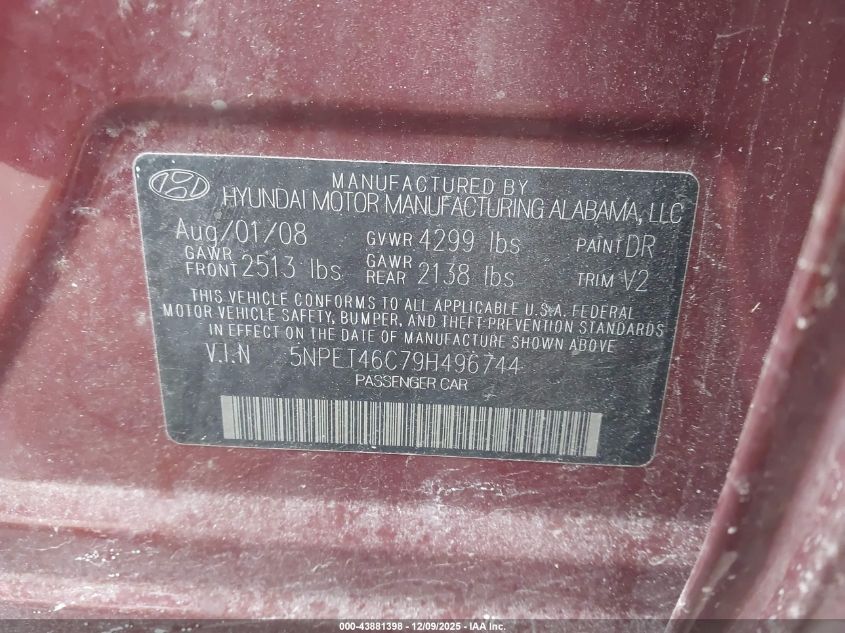 MANUFACTURED BY
HYUNDAI MOTOR MANUFACTURING ALABAMA, LLC
Aug/01/08 GVWR 4299 lbs PAINT DR
GAWR FRONT 2513 lbs GAWR REAR 2138 lbs TRIM V2
THIS VEHICLE CONFORMS TO ALL APPLICABLE U.S.A. FEDERAL
MOTOR VEHICLE SAFETY, BUMPER, AND THEFT PREVENTION STANDARDS
IN EFFECT ON THE DATE OF MANUFACTURE SHOWN ABOVE
V.I.N 5NPET46C79H496744
PASSENGER CAR
000-43881398 - 12/09/2025 - IAA Inc.